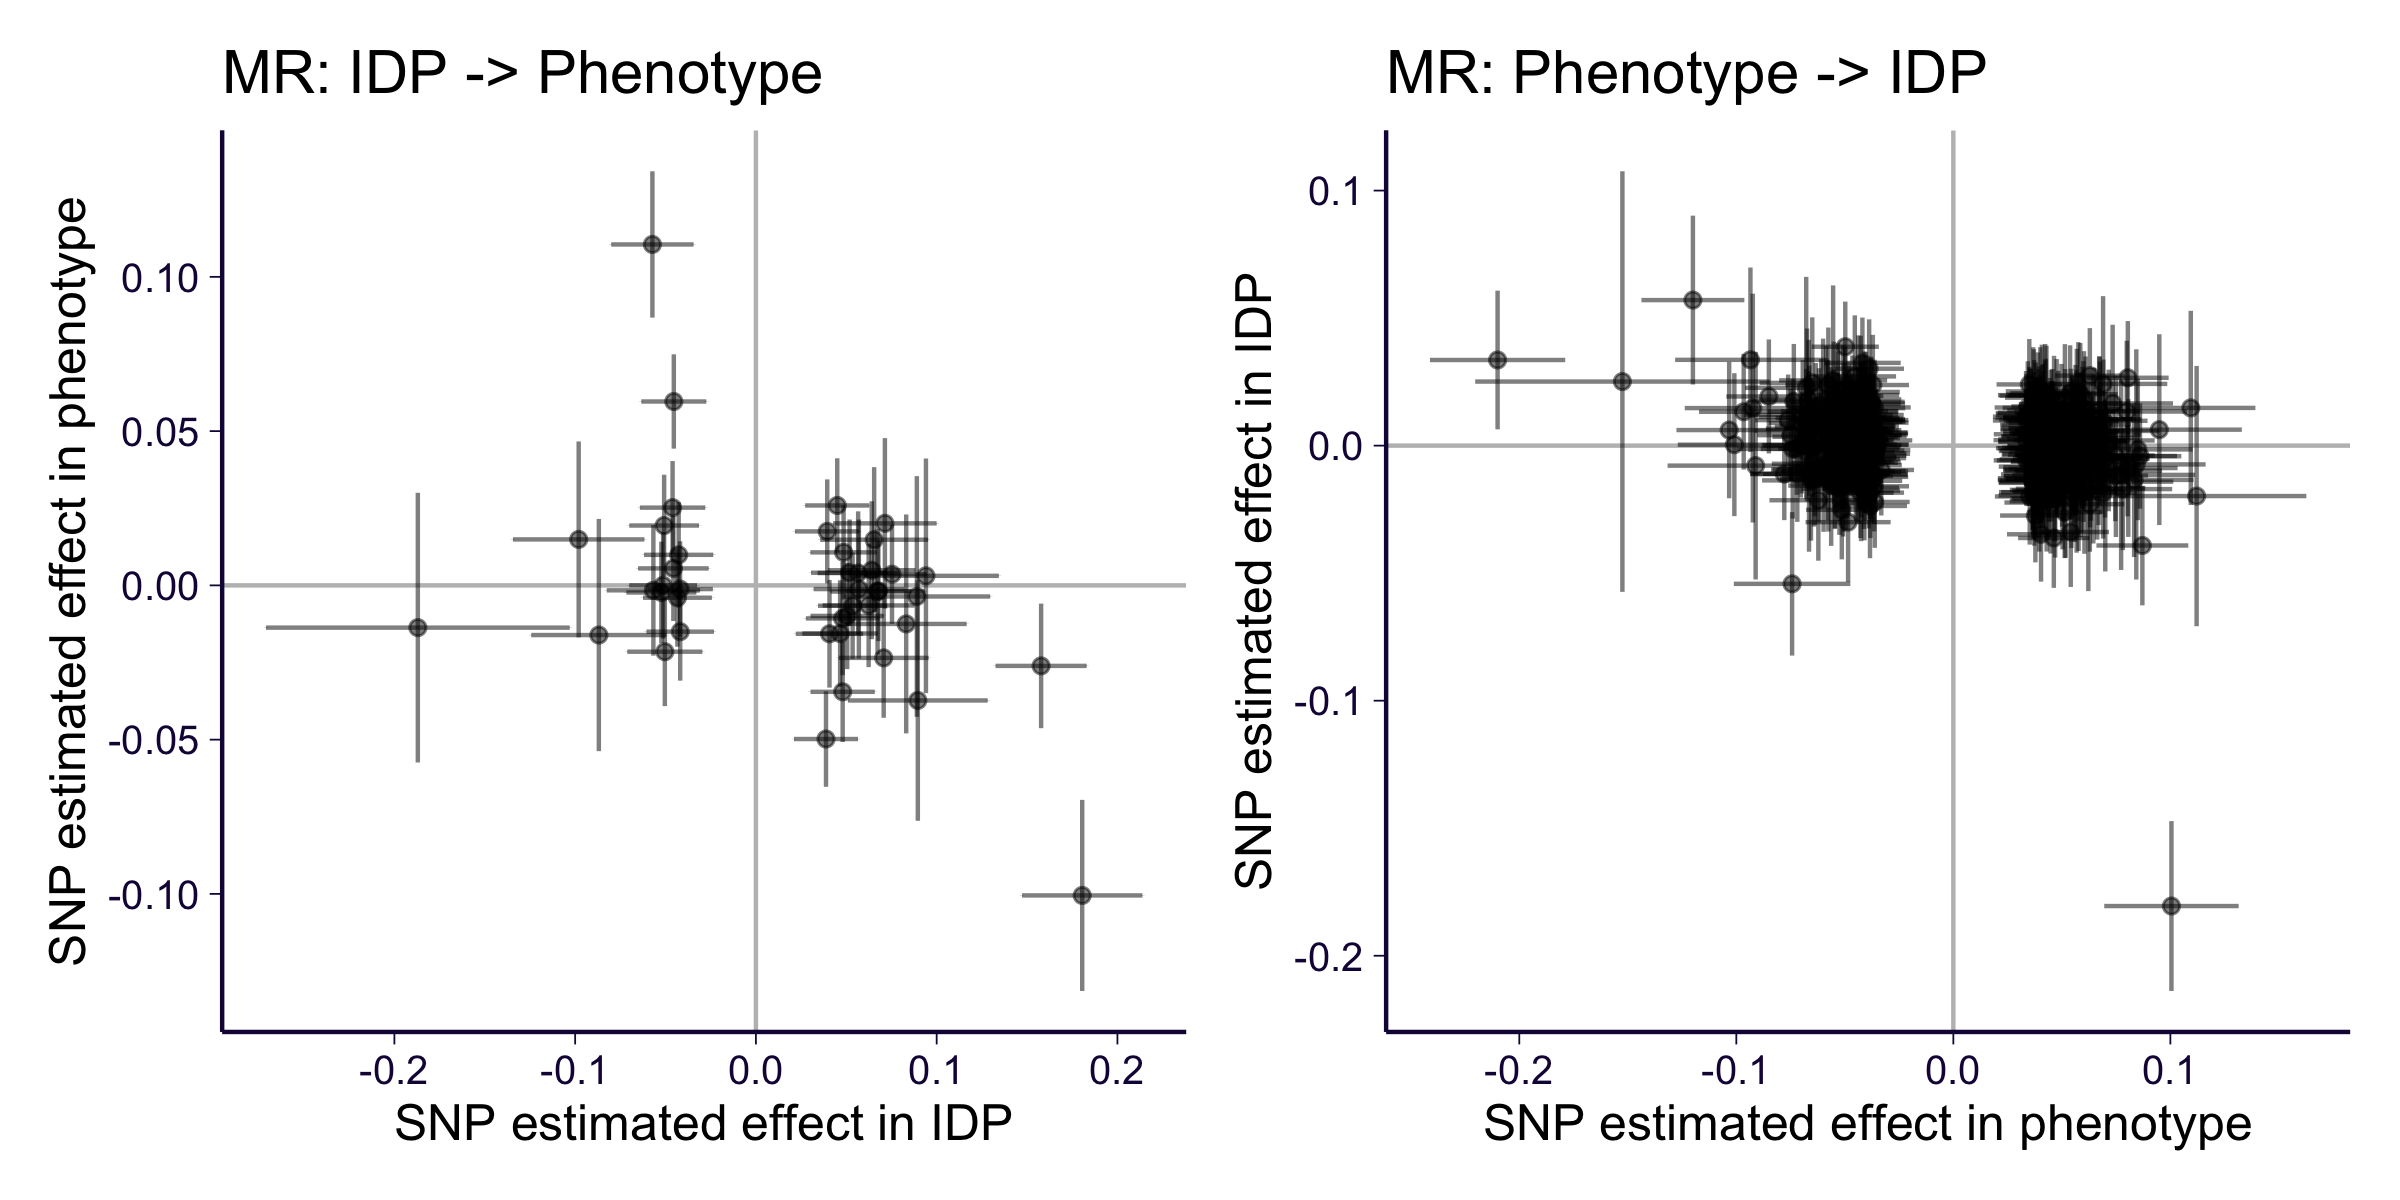 MR: IDP -> Phenotype
SNP estimated effect in phenotype
0.10
0.05
0.00
-0.05
-0.10
-0.2 -0.1 0.0 0.1 0.2
SNP estimated effect in IDP
MR: Phenotype -> IDP
SNP estimated effect in IDP
0.1
0.0
-0.1
-0.2
-0.2 -0.1 0.0 0.1
SNP estimated effect in phenotype